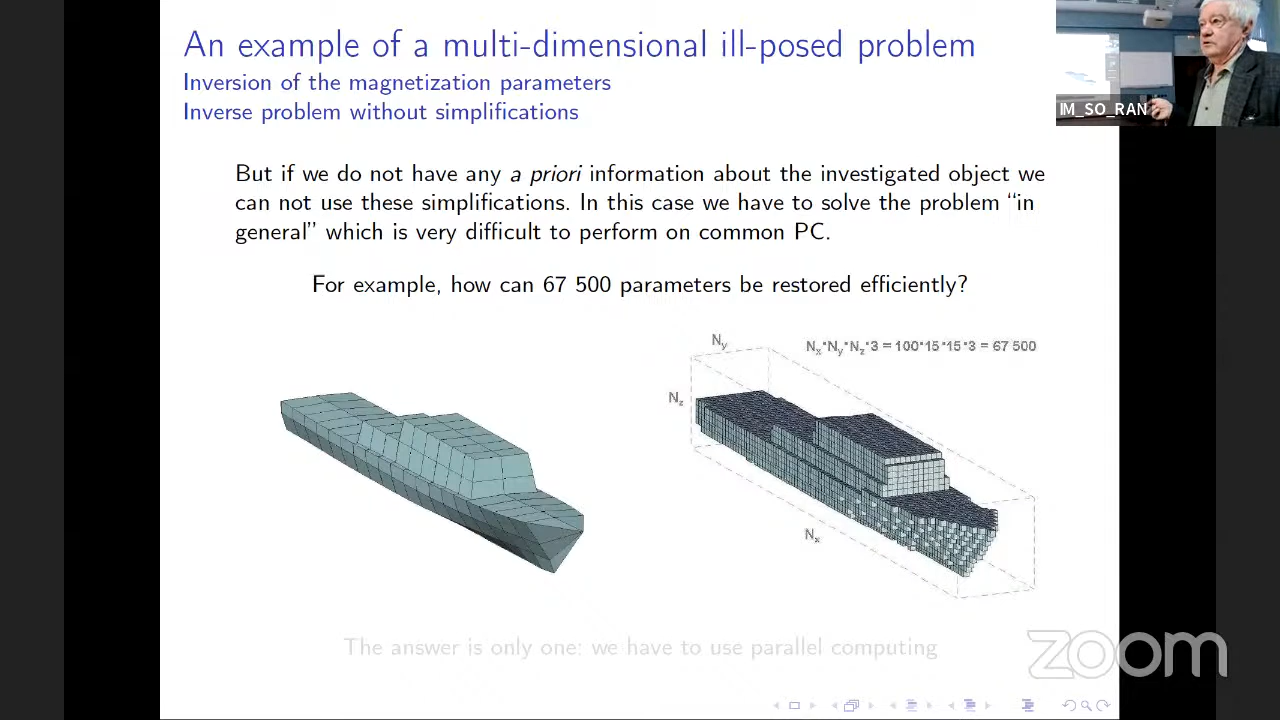 An example of a multi-dimensional ill-posed problem
Inversion of the magnetization parameters
Inverse problem without simplifications
IM_SO_RAN
But if we do not have any a priori information about the investigated object we
can not use these simplifications. In this case we have to solve the problem “in
general” which is very difficult to perform on common PC.
For example, how can 67 500 parameters be restored efficiently?
Ny
Nx*Ny*Nz*3 = 100*15*15*3 = 67 500
Nz
Nx
The answer is only one: we have to use parallel computing
zoom